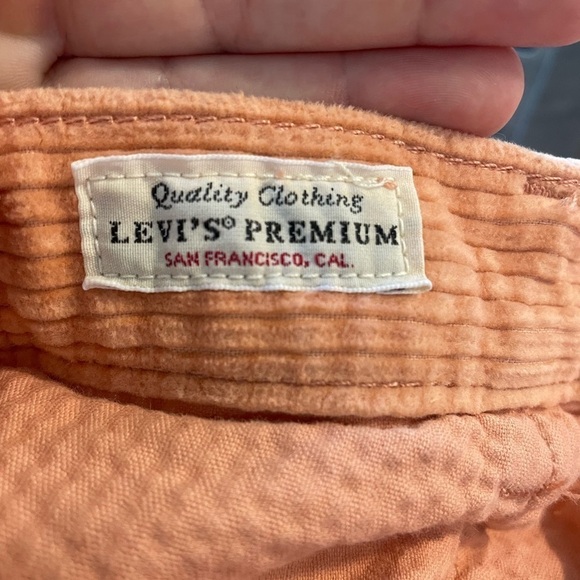 Quality Clothing
LEVI'S® PREMIUM
SAN FRANCISCO, CAL.